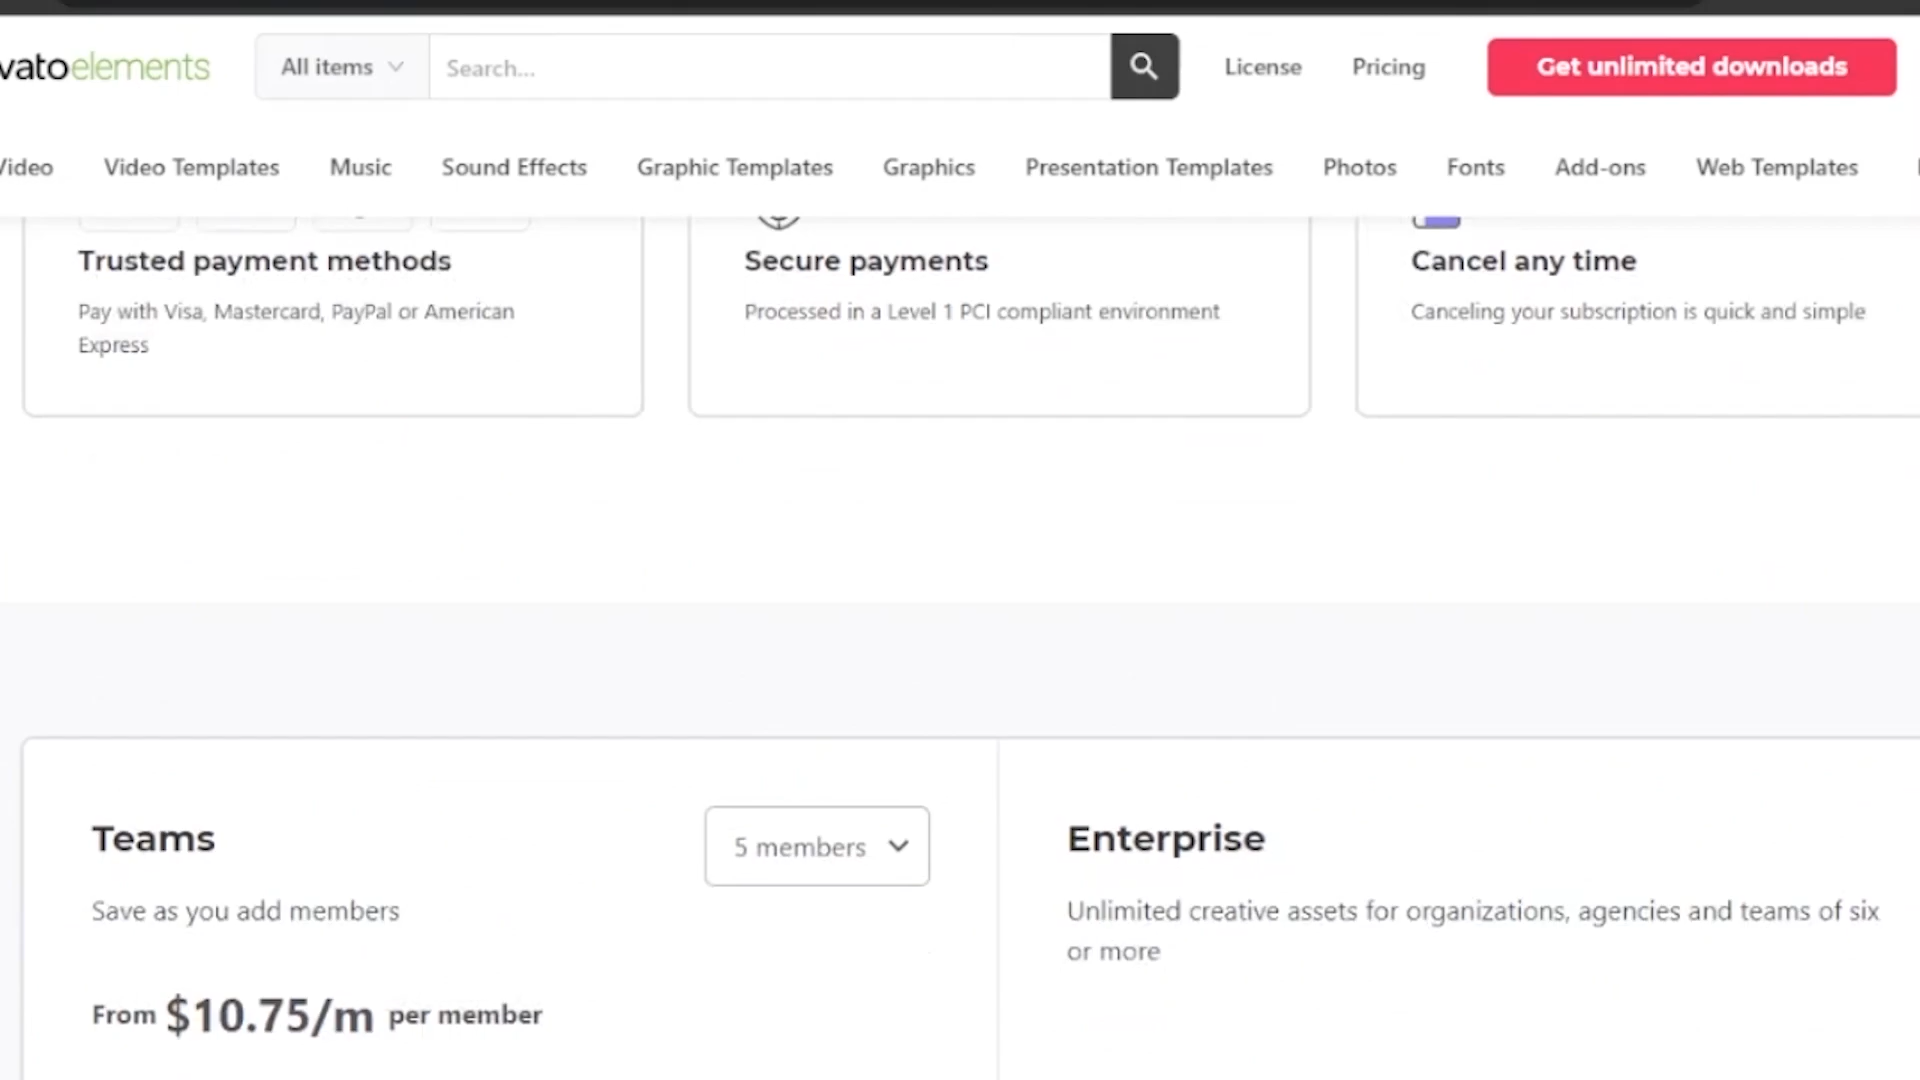 vatoelements
All items
Search...
License
Pricing
Get unlimited downloads
Video
Video Templates
Music
Sound Effects
Graphic Templates
Graphics
Presentation Templates
Photos
Fonts
Add-ons
Web Templates
Trusted payment methods
Pay with Visa, Mastercard, PayPal or American
Express
Secure payments
Processed in a Level 1 PCI compliant environment
Cancel any time
Canceling your subscription is quick and simple
Teams
5 members
Save as you add members
From $10.75/m per member
Enterprise
Unlimited creative assets for organizations, agencies and teams of six
or more